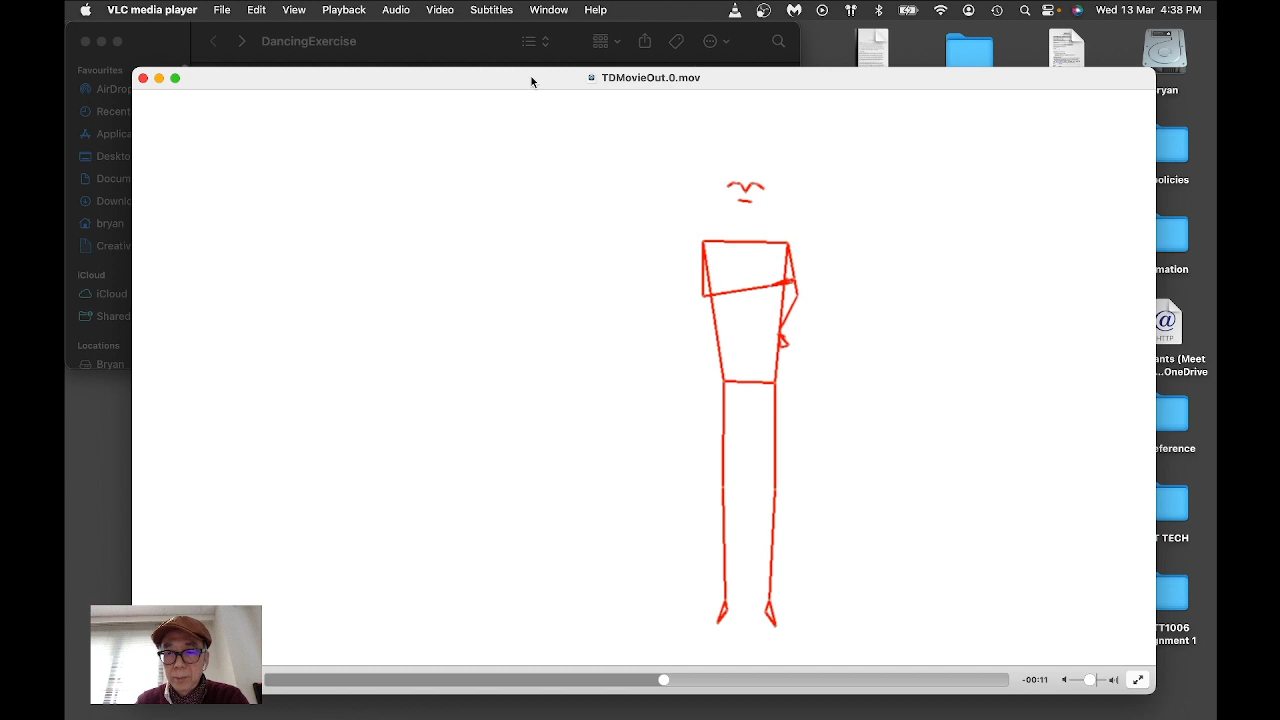 VLC media player File Edit View Playback Audio Video Subtitles Window Help Wed 13 Mar 4:38 PM
DancingExercise
Favourites
TDMovieOut.0.mov
AirDrop
Recent
Applica
Deskto
Docum
Downlo
bryan
Creativ
iCloud
iCloud
Shared
Locations
Bryan
ryan
olicies
mation
@
HTTP
ants (Meet
...OneDrive
eference
T TECH
TT1006
gnment 1
-00:11